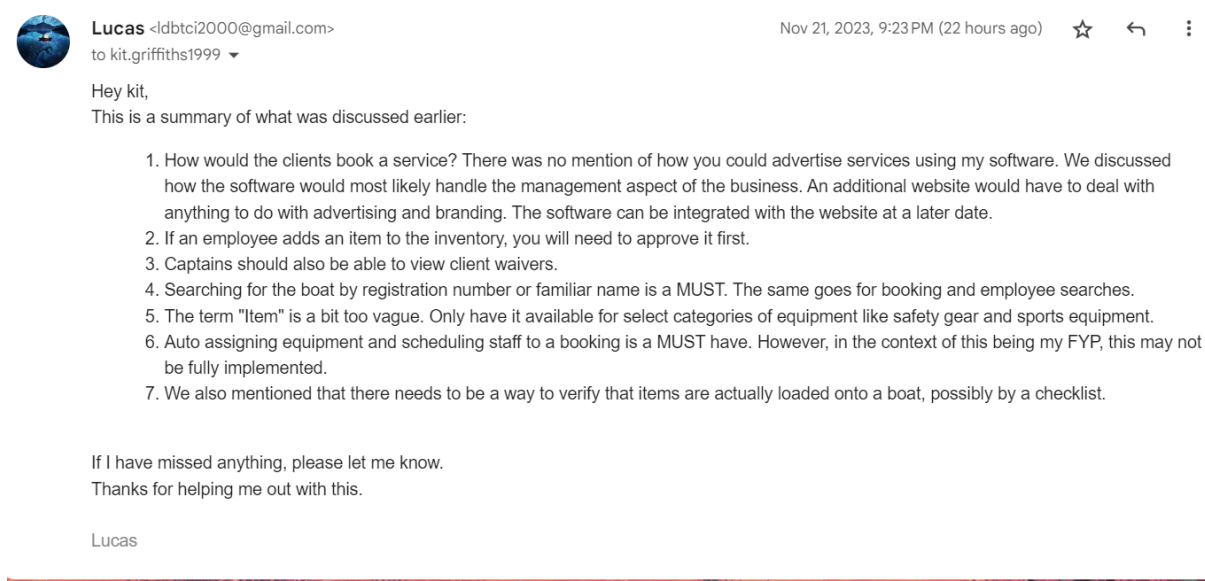 Lucas <ldbtci2000@gmail.com>
Nov 21, 2023, 9:23 PM (22 hours ago)
to kit.griffiths1999
Hey kit,
This is a summary of what was discussed earlier:
1. How would the clients book a service? There was no mention of how you could advertise services using my software. We discussed
how the software would most likely handle the management aspect of the business. An additional website would have to deal with
anything to do with advertising and branding. The software can be integrated with the website at a later date.
2. If an employee adds an item to the inventory, you will need to approve it first.
3. Captains should also be able to view client waivers.
4. Searching for the boat by registration number or familiar name is a MUST. The same goes for booking and employee searches.
5. The term "Item" is a bit too vague. Only have it available for select categories of equipment like safety gear and sports equipment.
6. Auto assigning equipment and scheduling staff to a booking is a MUST have. However, in the context of this being my FYP, this may not
be fully implemented.
7. We also mentioned that there needs to be a way to verify that items are actually loaded onto a boat, possibly by a checklist.
If I have missed anything, please let me know.
Thanks for helping me out with this.
Lucas